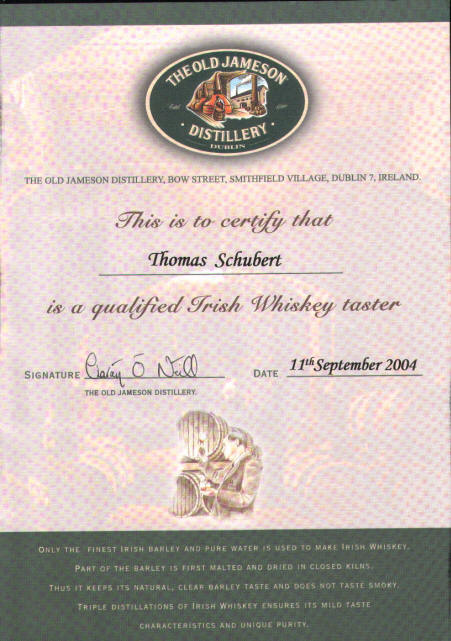 THE OLD JAMESON
DISTILLERY
DUBLIN
THE OLD JAMESON DISTILLERY, BOW STREET, SMITHFIELD VILLAGE, DUBLIN 7, IRELAND.
This is to certify that
Thomas Schubert
is a qualified Irish Whiskey taster
SIGNATURE
DATE 11th September 2004
THE OLD JAMESON DISTILLERY.
ONLY THE FINEST IRISH BARLEY AND PURE WATER IS USED TO MAKE IRISH WHISKEY.
PART OF THE BARLEY IS FIRST MALTED AND DRIED IN CLOSED KILNS.
THUS IT KEEPS ITS NATURAL, CLEAR BARLEY TASTE AND DOES NOT TASTE SMOKY.
TRIPLE DISTILLATIONS OF IRISH WHISKEY ENSURES ITS MILD TASTE
CHARACTERISTICS AND UNIQUE PURITY.